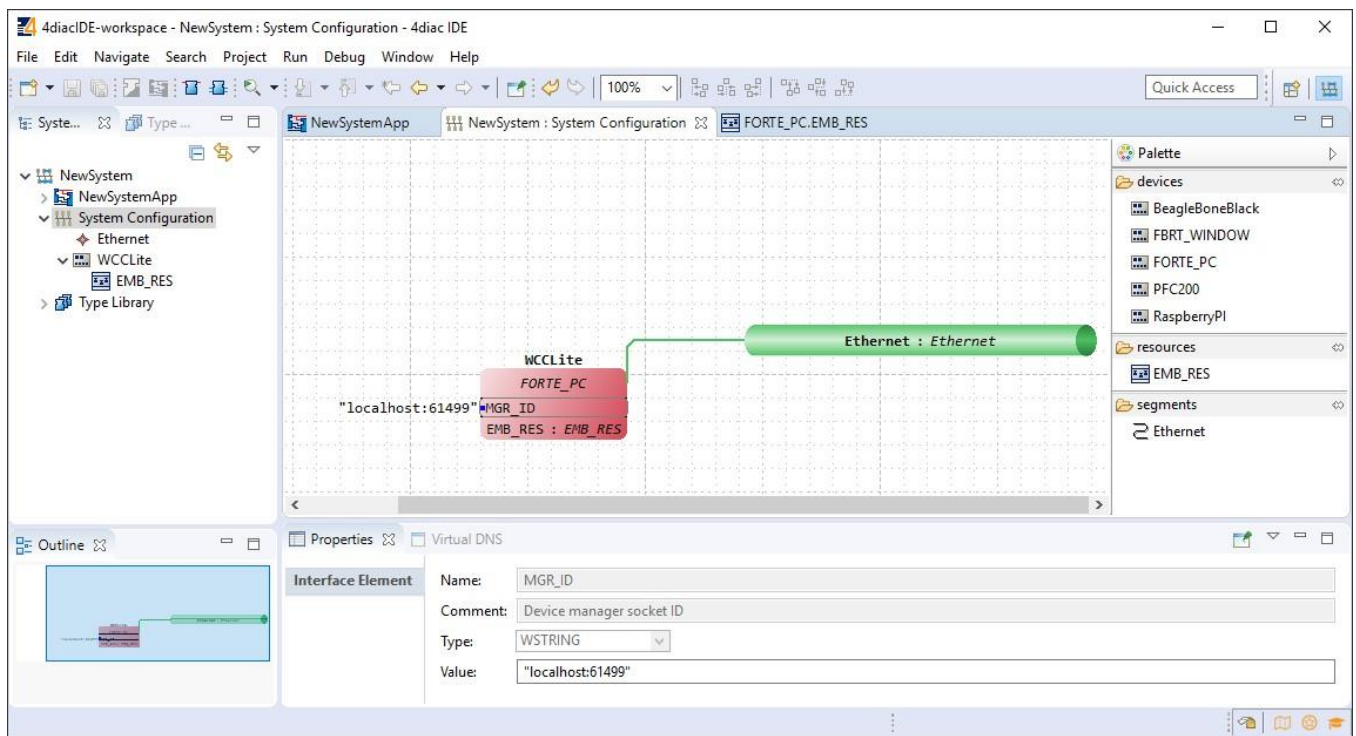 4diacIDE-workspace - NewSystem : System Configuration - 4diac IDE
File Edit Navigate Search Project Run Debug Window Help
100%
Quick Access
Syste...
Type ...
NewSystemApp
NewSystem : System Configuration
FORTE_PC.EMB_RES
NewSystem
NewSystemApp
System Configuration
Ethernet
WCCLite
EMB_RES
Type Library
Ethernet : Ethernet
WCCLite
FORTE_PC
"localhost:61499" MGR_ID
EMB_RES : EMB_RES
Palette
devices
BeagleBoneBlack
FBRT_WINDOW
FORTE_PC
PFC200
RaspberryPI
resources
EMB_RES
segments
Ethernet
Outline
Properties
Virtual DNS
Interface Element
Name: MGR_ID
Comment: Device manager socket ID
Type: WSTRING
Value: "localhost:61499"